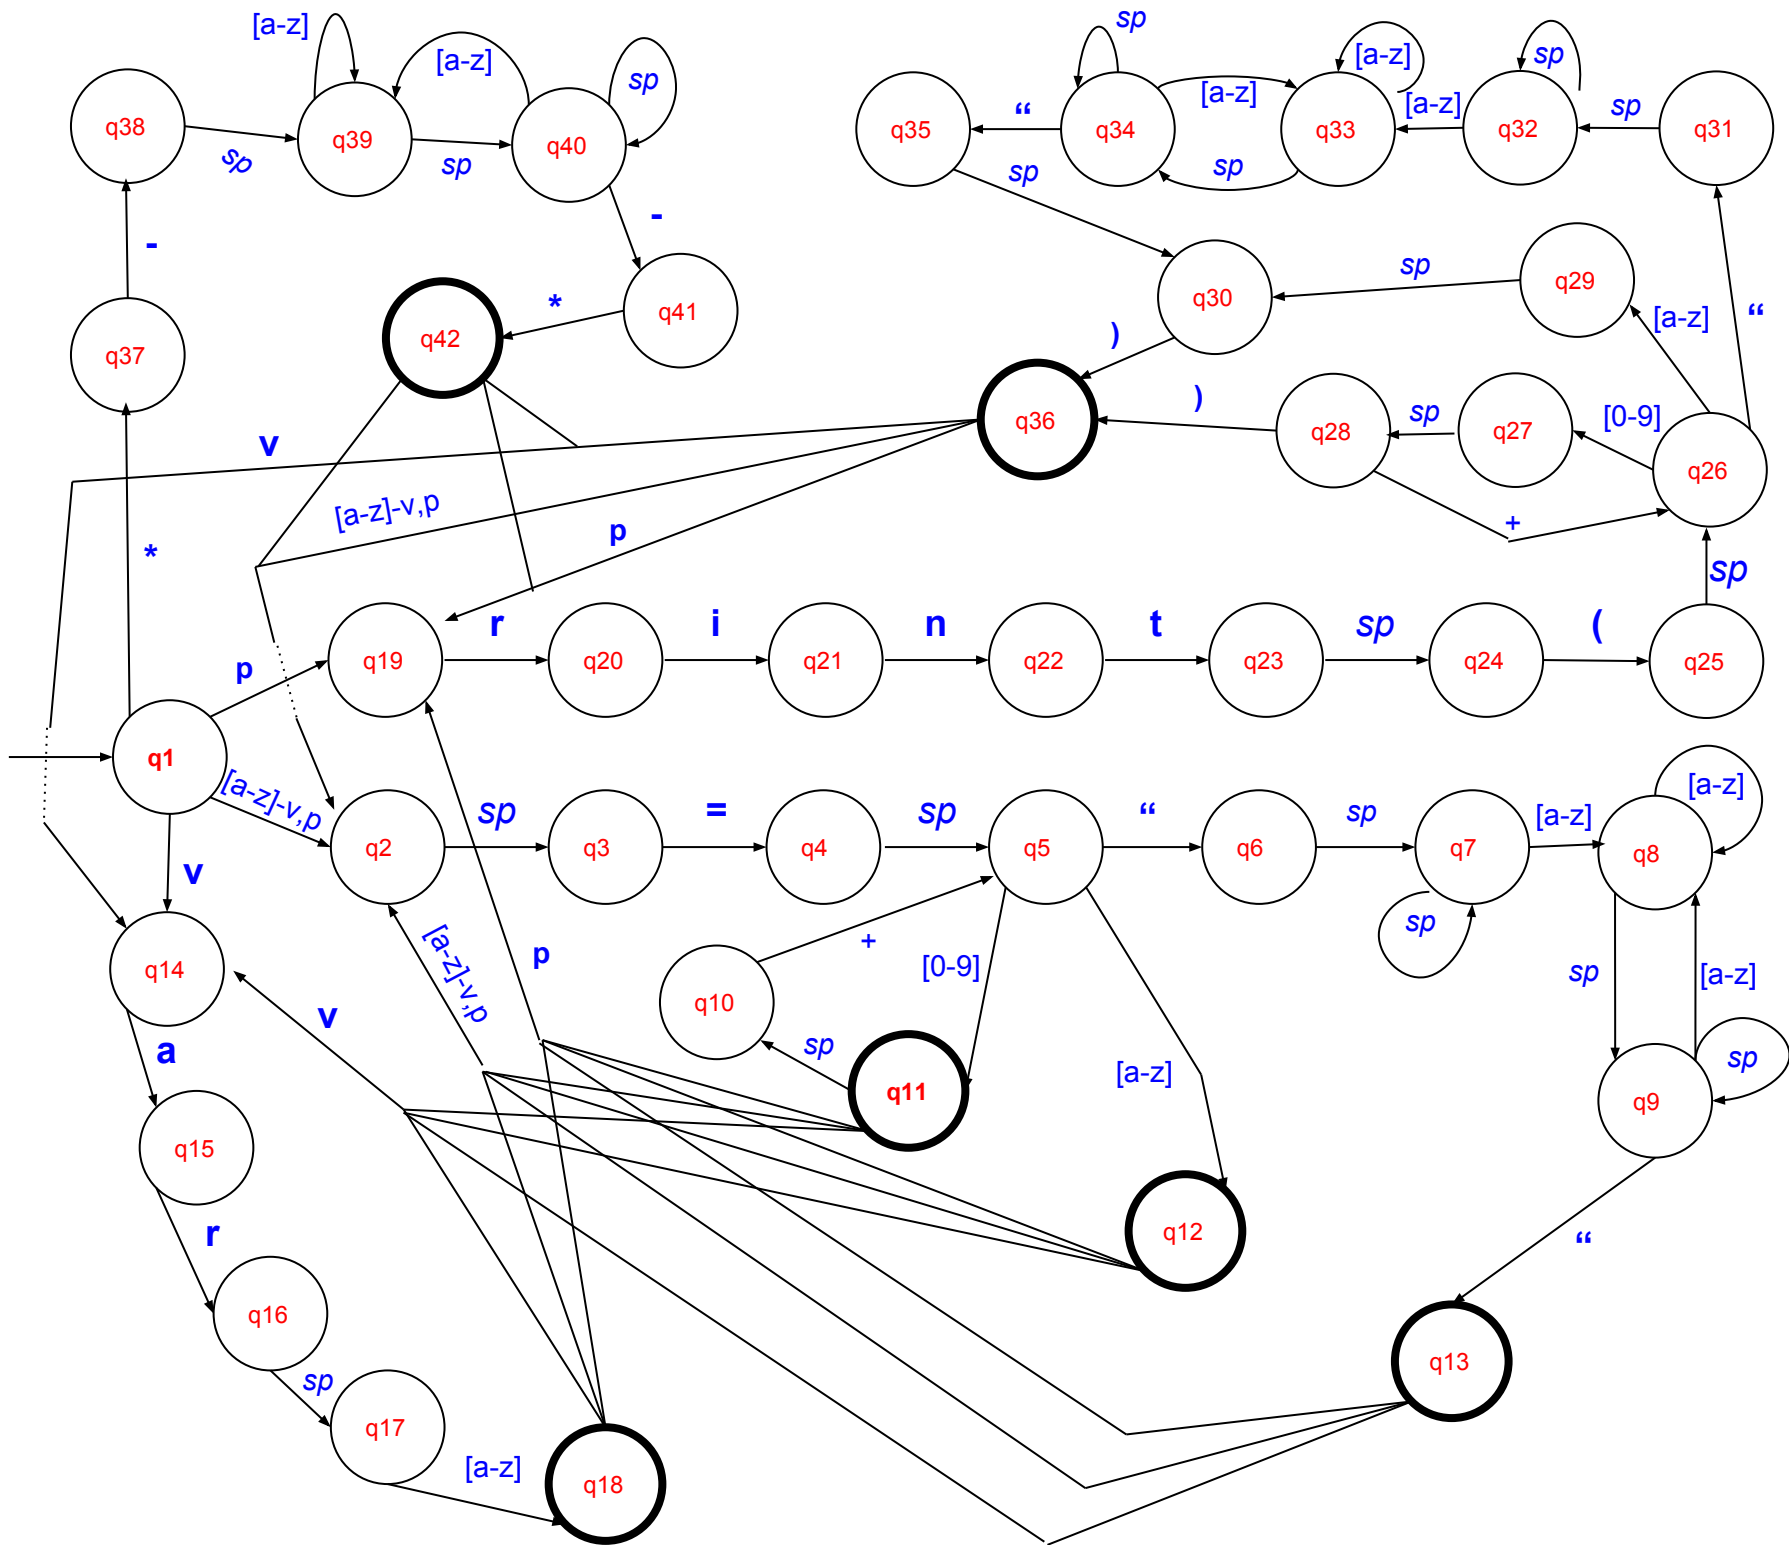 [a-z]
[a-z]
sp
q38
q39
q40
sp
sp
-
-
q37
q42
*
q41
sp
q35
“
q34
[a-z]
sp
[a-z]
q33
[a-z]
sp
q32
sp
q31
sp
q30
sp
q29
“
[a-z]
)
q36
)
q28
sp
q27
[0-9]
q26
+
sp
v
[a-z]-v,p
p
*
p
q19
r
q20
i
q21
n
q22
t
q23
sp
q24
(
q25
q1
[a-z]-v,p
v
q2
sp
q3
=
q4
sp
q5
“
q6
sp
q7
[a-z]
q8
[a-z]
sp
sp
[a-z]
q9
sp
“
q14
v
[a-z]-v,p
p
q10
+
[0-9]
sp
q11
[a-z]
q12
q13
a
q15
r
q16
sp
q17
[a-z]
q18